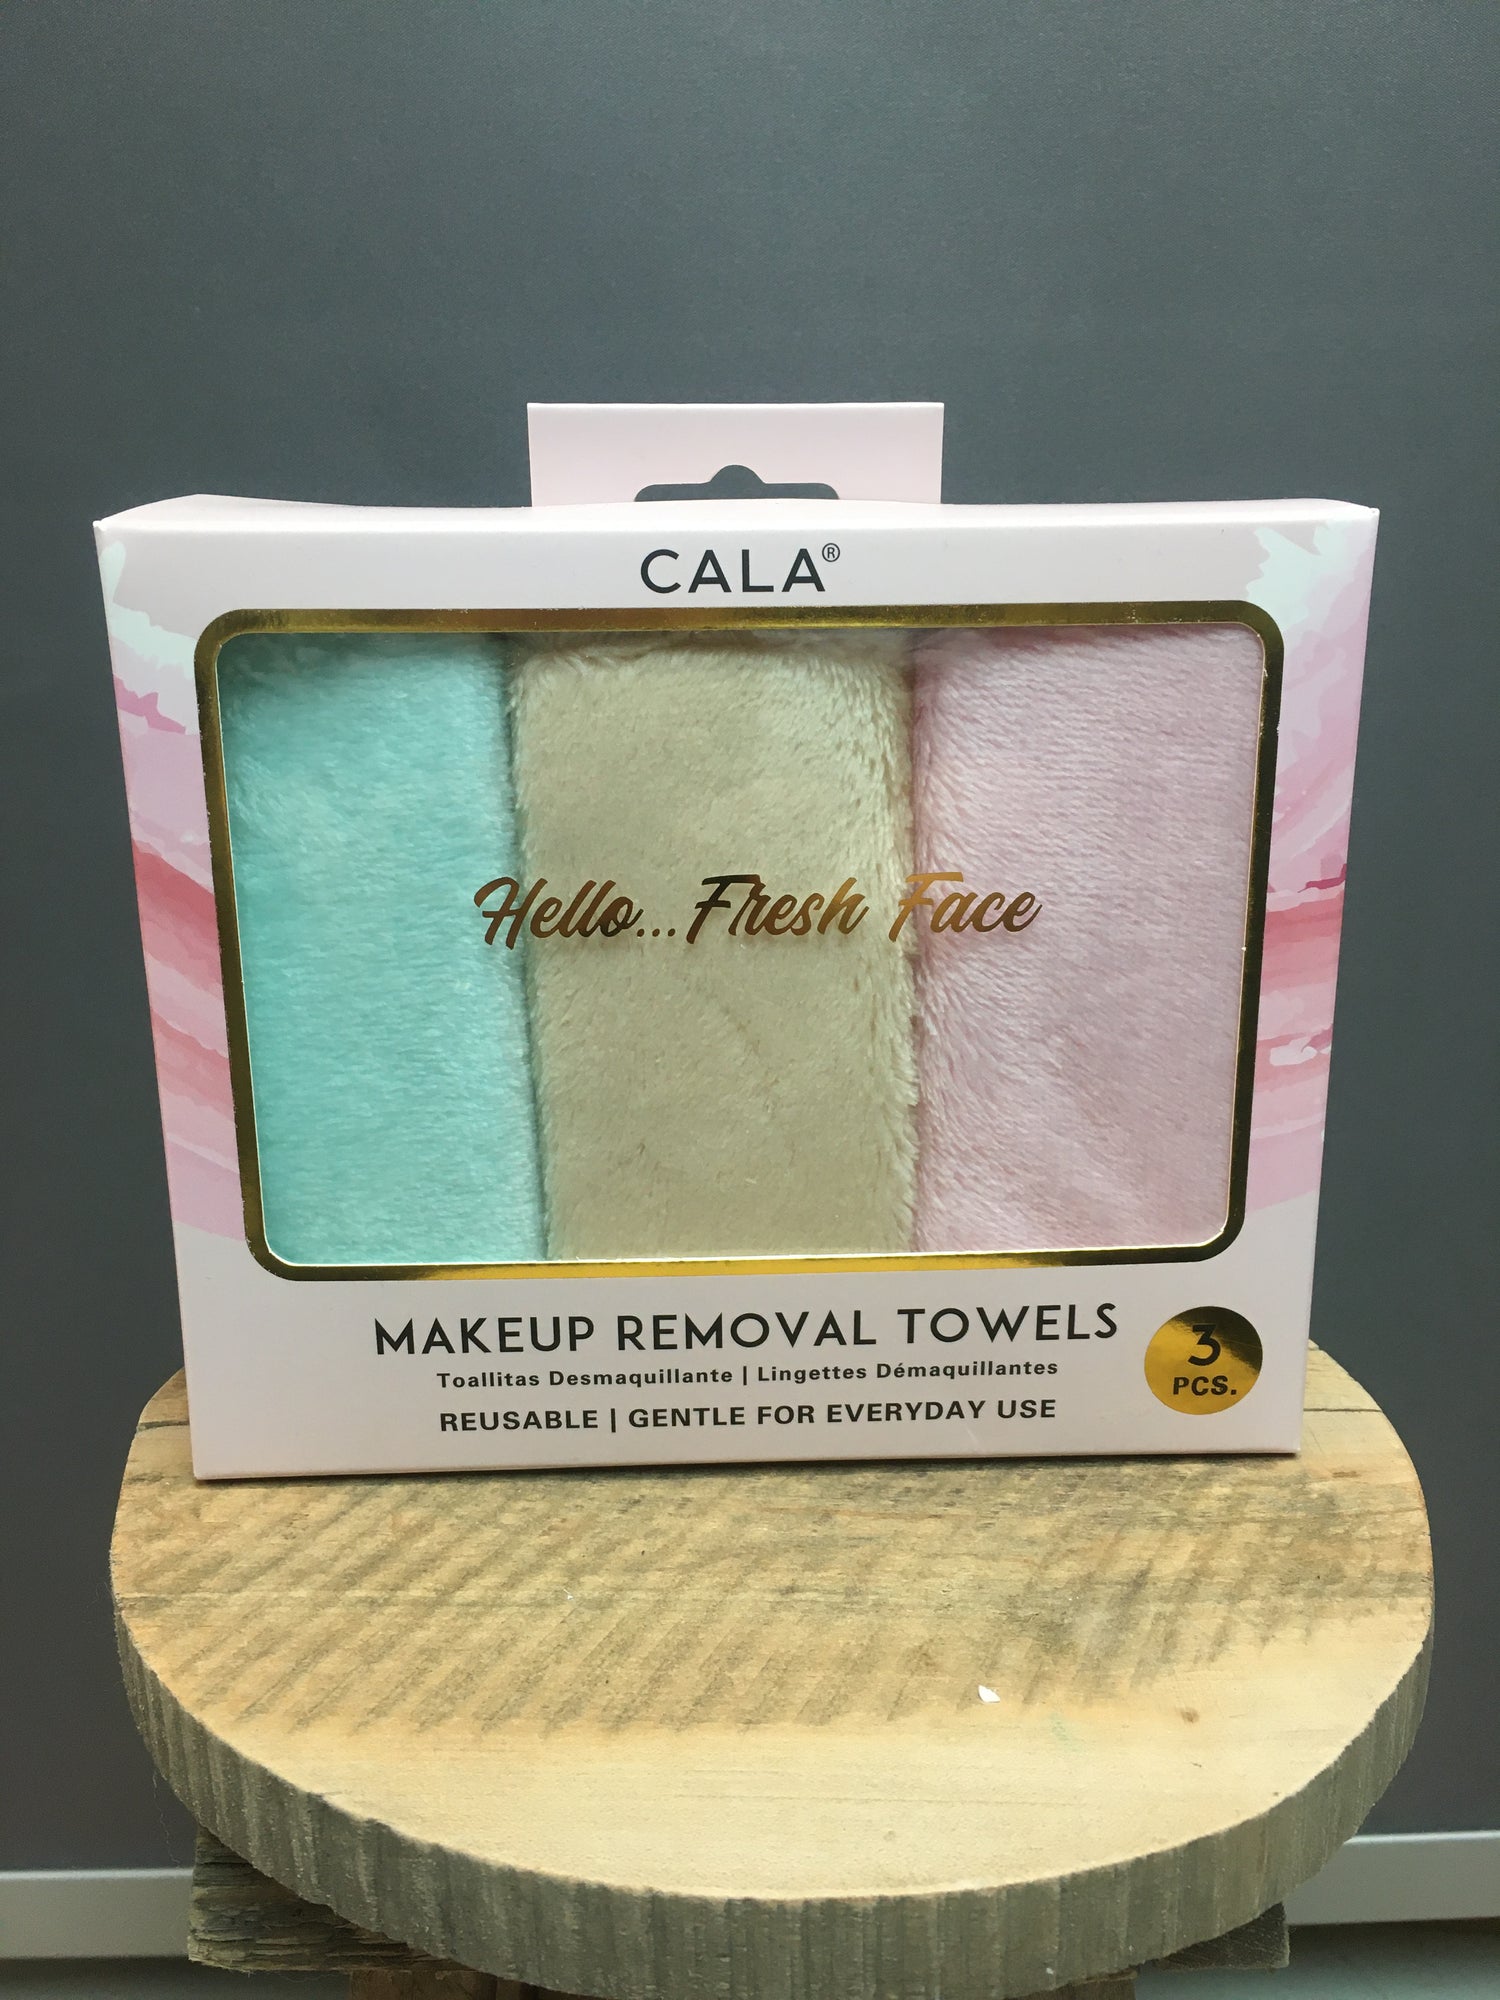 CALA®
Hello...Fresh Face
MAKEUP REMOVAL TOWELS
Toallitas Desmaquillante | Lingettes Démaquillantes
REUSABLE | GENTLE FOR EVERYDAY USE
3
PCS.